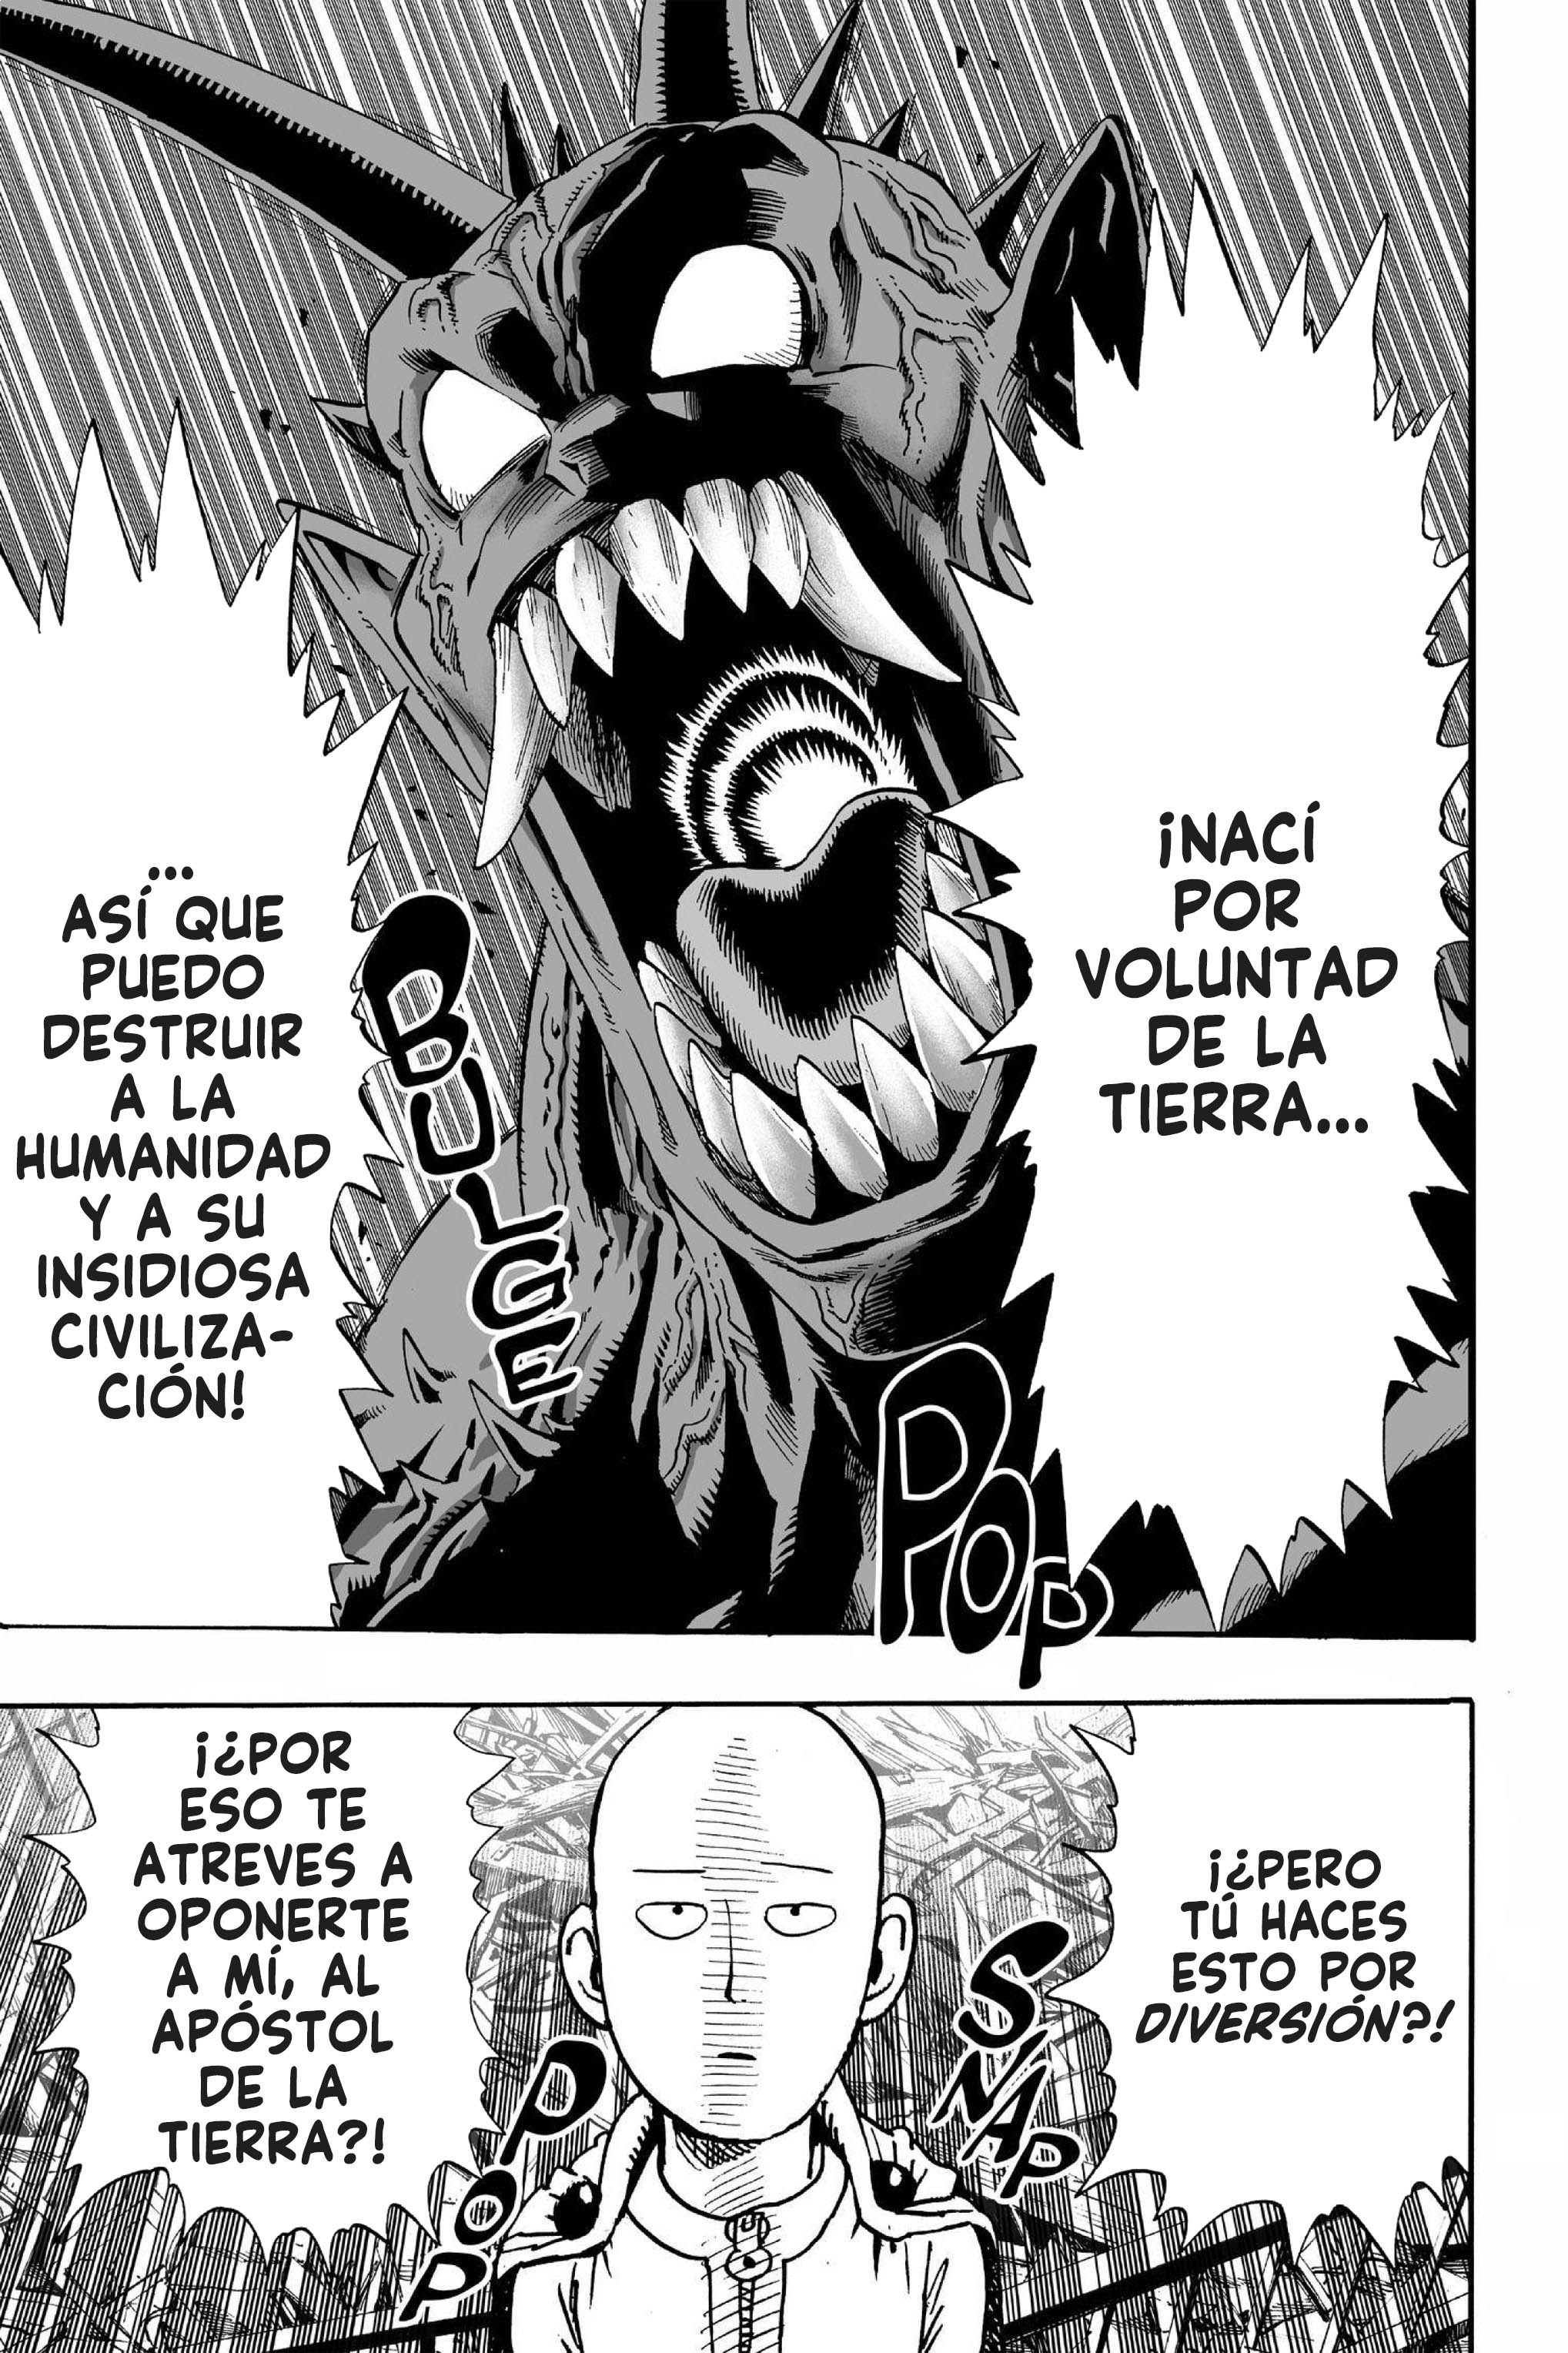 ¡NACÍ
POR
VOLUNTAD
DE LA
TIERRA...
...
ASÍ QUE
PUEDO
DESTRUIR
A LA
HUMANIDAD
Y A SU
INSIDIOSA
CIVILIZA-
CIÓN!
BULGE
POP
¡¿PERO
TÚ HACES
ESTO POR
DIVERSIÓN?!
SNAP
¡¿POR
ESO TE
ATREVES A
OPONERTE
A MÍ, AL
APÓSTOL
DE LA
TIERRA?!
POP
POP